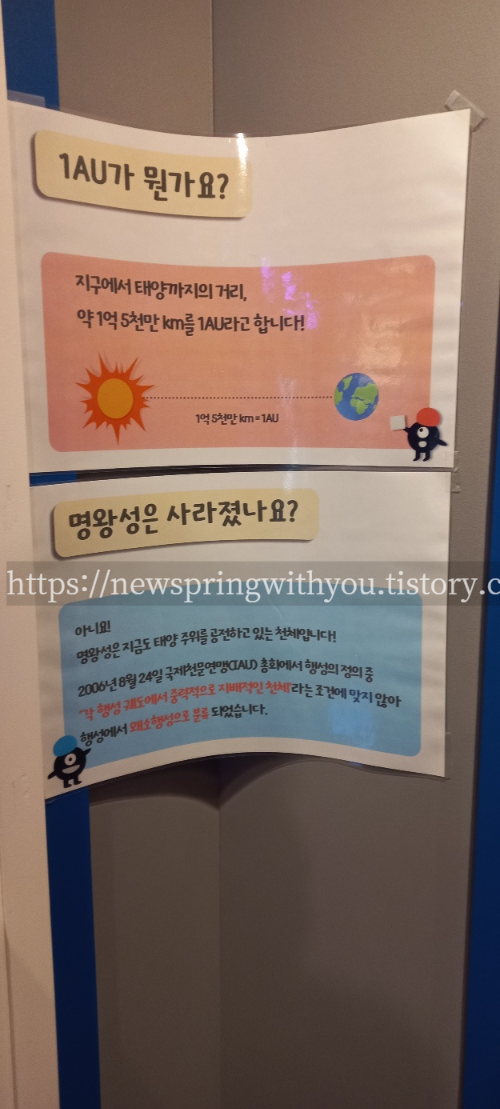 1AU가 뭔가요?
지구에서 태양까지의 거리,
약 1억 5천만 km를 1AU라고 합니다!
1억 5천만 km = 1AU
명왕성은 사라졌나요?
https://newspringwithyou.tistory.c
아니요!
명왕성은 지금도 태양 주위를 공전하고 있는 천체입니다!
2006년 8월 24일 국제천문연맹(IAU) 총회에서 행성의 정의 중
"각 행성 궤도에서 중력적으로 지배적인 천체"라는 조건에 맞지 않아
행성에서 왜소행성으로 분류 되었습니다.